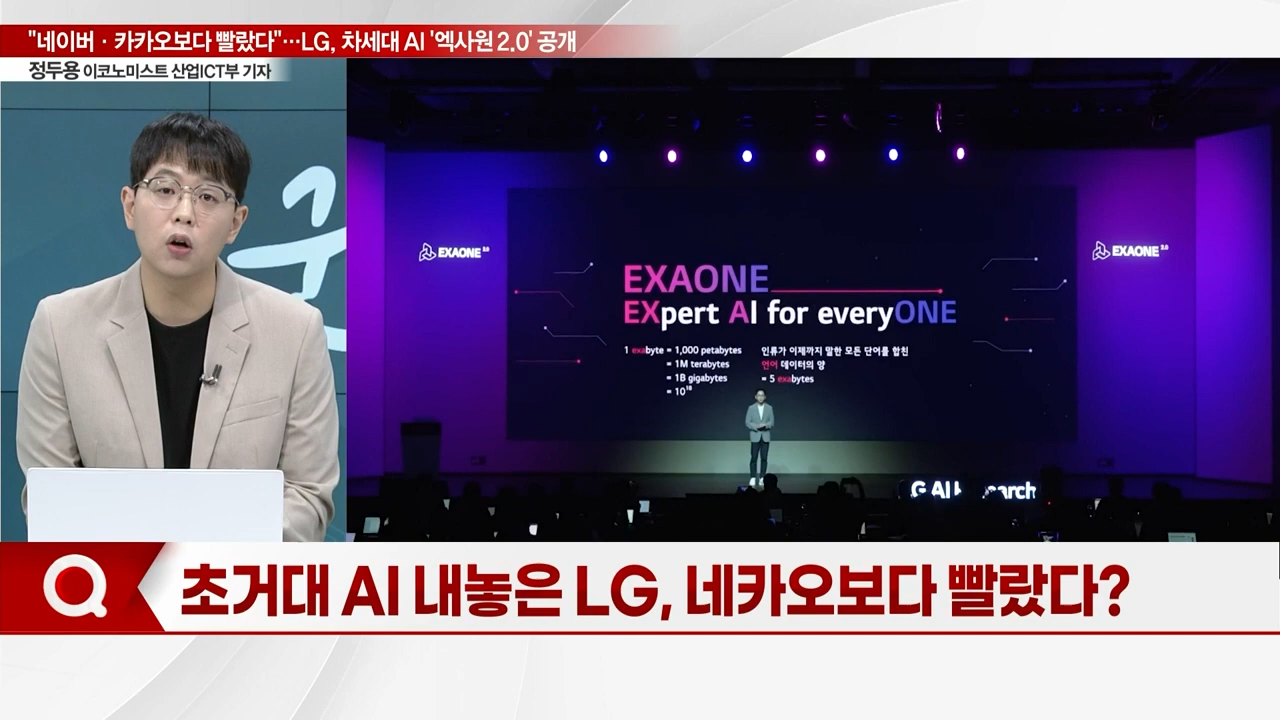 "네이버·카카오보다 빨랐다"…LG, 차세대 AI '엑사원 2.0' 공개
정두용 이코노미스트 산업ICT부 기자
EXAONE 2.0
EXAONE 2.0
EXAONE
EXpert AI for everyONE
1 exabyte = 1,000 petabytes
= 1M terabytes
= 1B gigabytes
= 10¹⁸
인류가 이제까지 말한 모든 단어를 합친
언어 데이터의 양
= 5 exabytes
G AI
arch
Q
초거대 AI 내놓은 LG, 네카오보다 빨랐다?